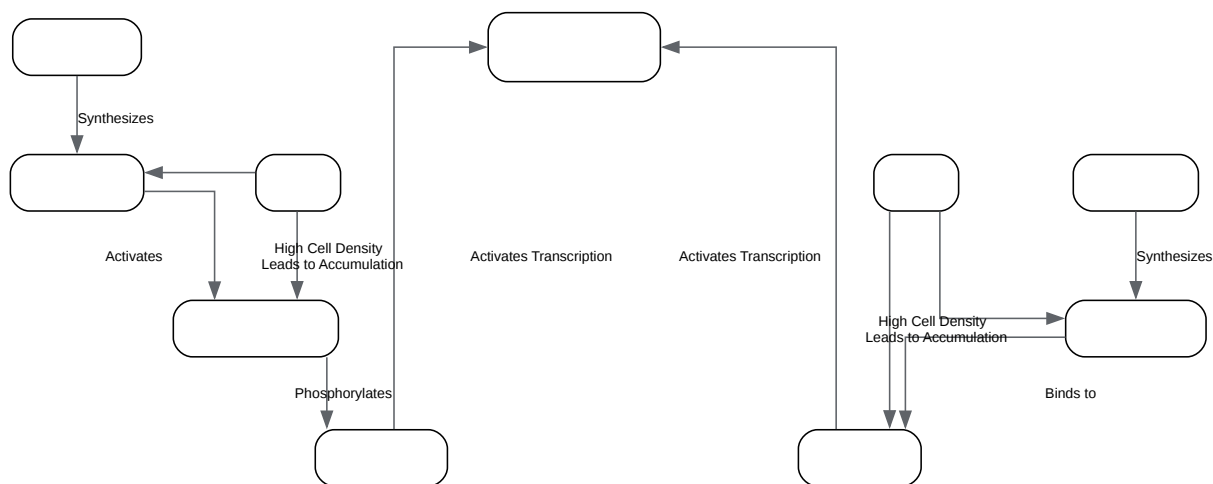 Synthesizes
Activates
High Cell Density
Leads to Accumulation
Activates Transcription
Activates Transcription
Synthesizes
High Cell Density
Leads to Accumulation
Phosphorylates
Binds to